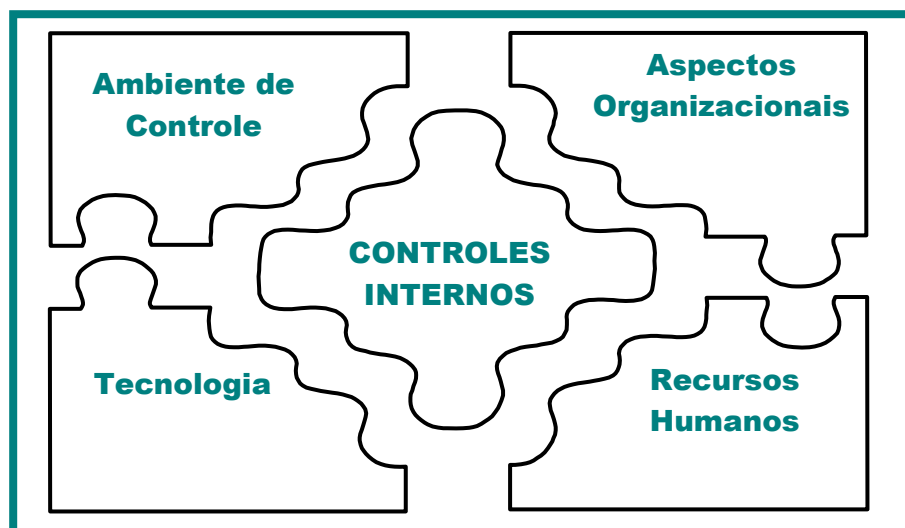 Ambiente de
Controle
Aspectos
Organizacionais
CONTROLES
INTERNOS
Tecnologia
Recursos
Humanos